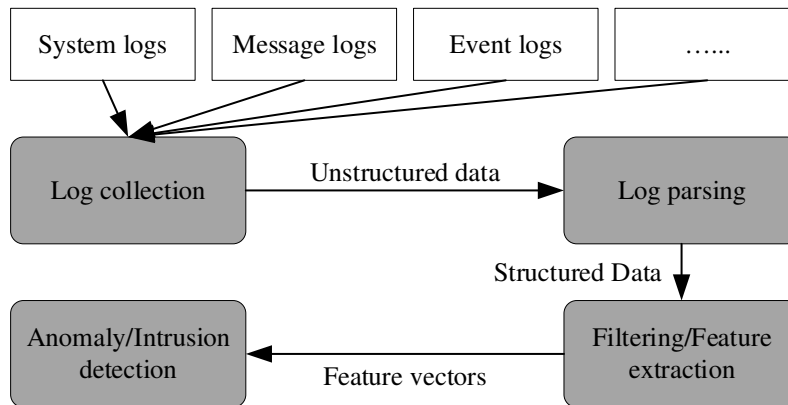 System logs
Message logs
Event logs
…...
Log collection
Unstructured data
Log parsing
Structured Data
Anomaly/Intrusion
detection
Feature vectors
Filtering/Feature
extraction